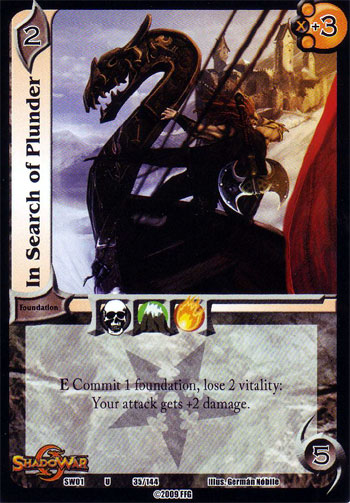 2
X +3
In Search of Plunder
Foundation
E Commit 1 foundation, lose 2 vitality:
Your attack gets +2 damage.
5
SHADOWAR
SW01 U 35/144 Illus. Germán Nóbile
©2009 FFG